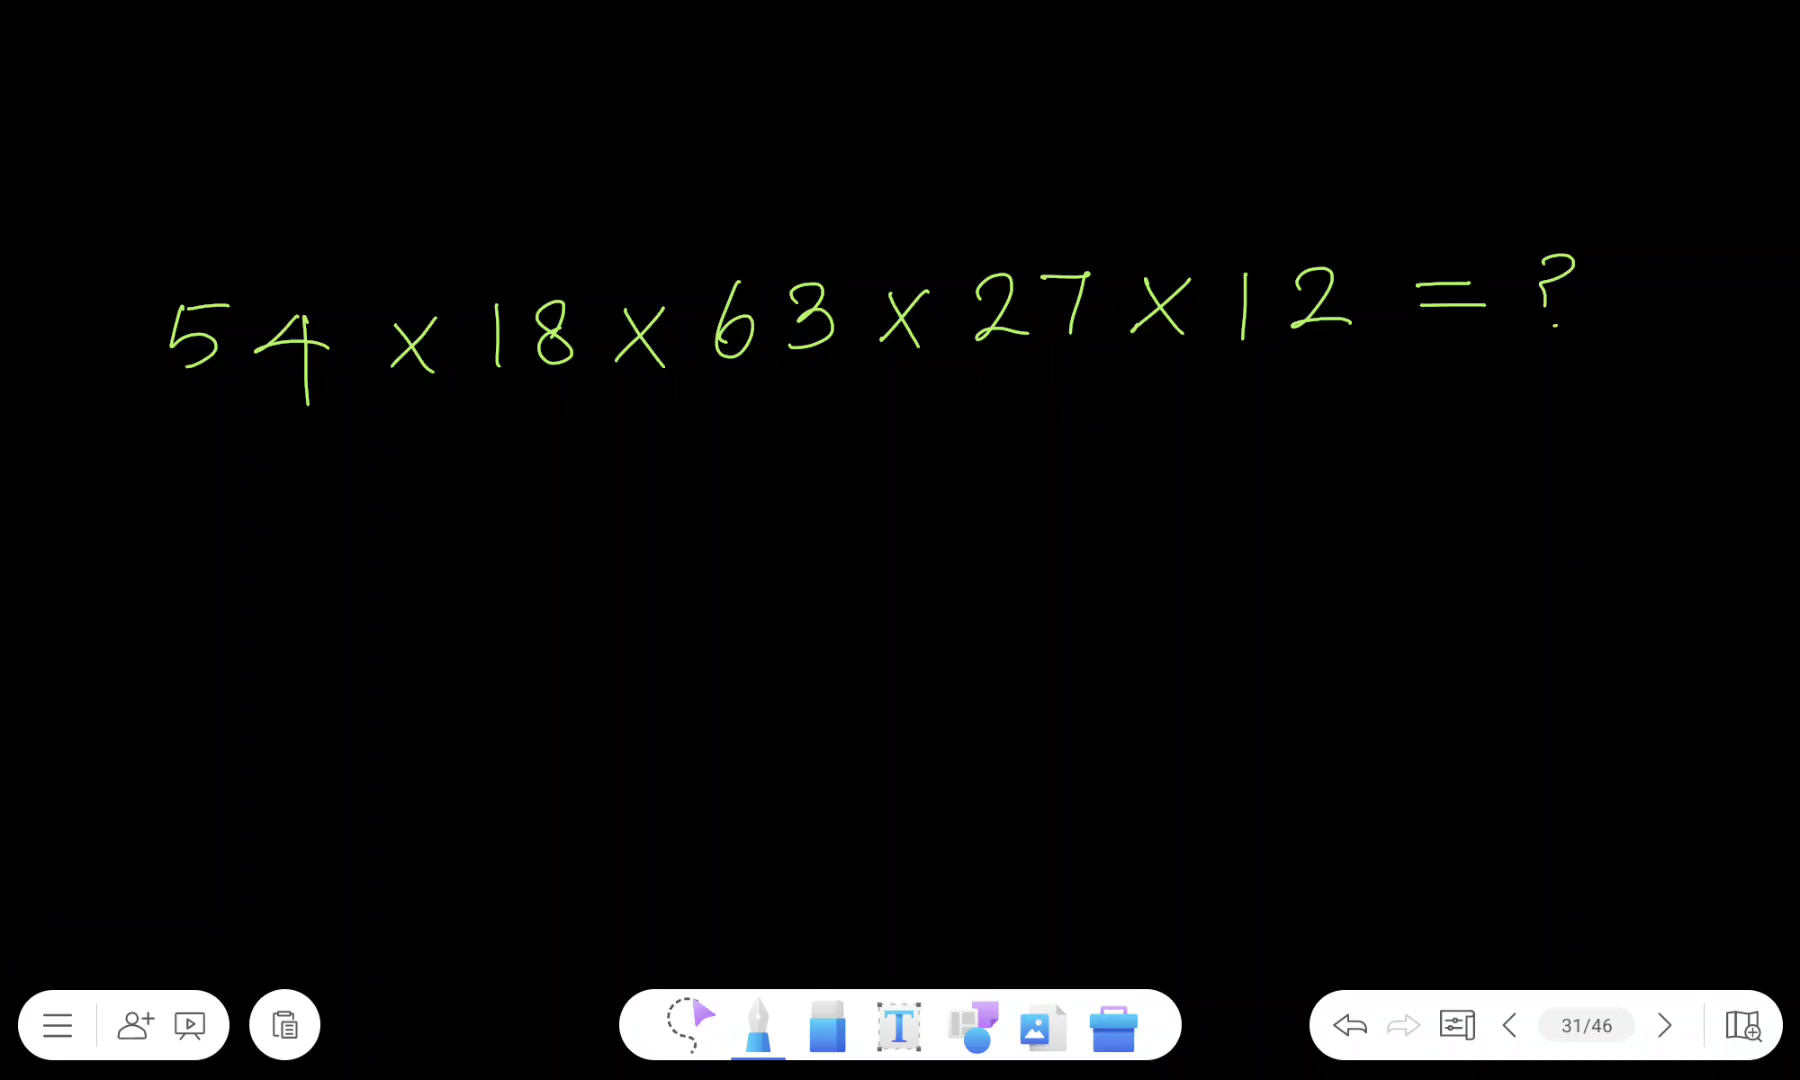 54 × 18 × 63 × 27 × 12 = ?
T
31/46